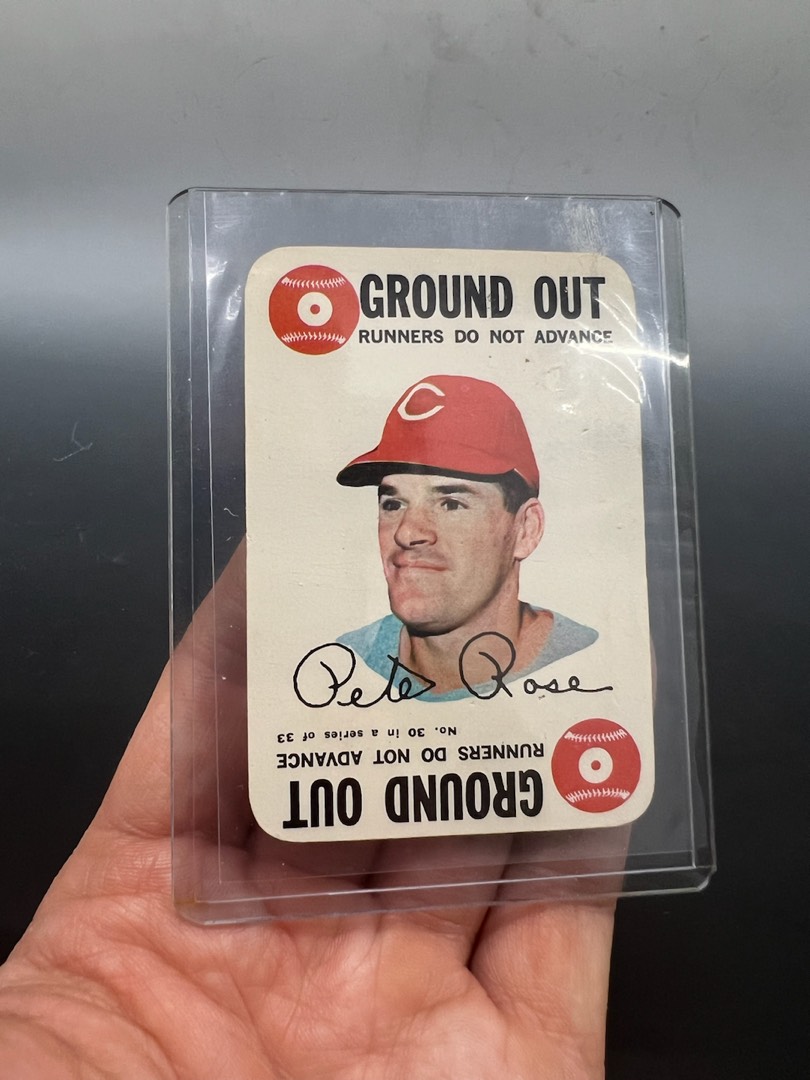 GROUND OUT
RUNNERS DO NOT ADVANCE
C
Pete Rose
No. 30 in a series of 33
RUNNERS DO NOT ADVANCE
GROUND OUT